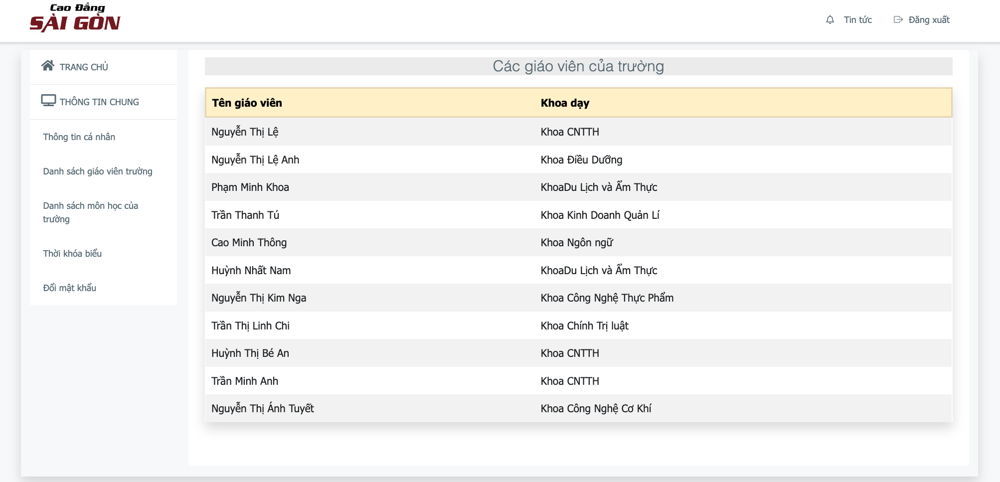 Cao Đẳng
SÀI GÒN
Tin tức
Đăng xuất
TRANG CHỦ
THÔNG TIN CHUNG
Thông tin cá nhân
Danh sách giáo viên trường
Danh sách môn học của
trường
Thời khóa biểu
Đổi mật khẩu
Các giáo viên của trường
Tên giáo viên Khoa dạy
Nguyễn Thị Lệ Khoa CNTTH
Nguyễn Thị Lệ Anh Khoa Điều Dưỡng
Phạm Minh Khoa KhoaDu Lịch và Ẩm Thực
Trần Thanh Tú Khoa Kinh Doanh Quản Lí
Cao Minh Thông Khoa Ngôn ngữ
Huỳnh Nhất Nam KhoaDu Lịch và Ẩm Thực
Nguyễn Thị Kim Nga Khoa Công Nghệ Thực Phẩm
Trần Thị Linh Chi Khoa Chính Trị luật
Huỳnh Thị Bé An Khoa CNTTH
Trần Minh Anh Khoa CNTTH
Nguyễn Thị Ánh Tuyết Khoa Công Nghệ Cơ Khí